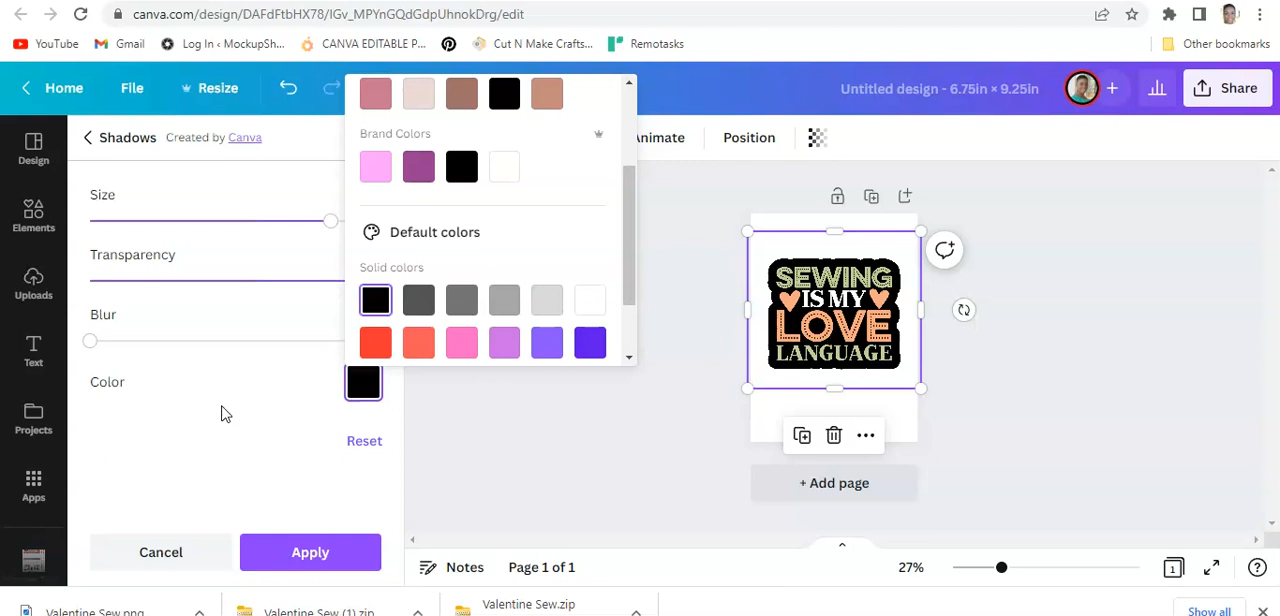 canva.com/design/DAFdFtbHX78/IGv_MPYnGQdGdpUhnokDrg/edit
YouTube Gmail Log In ‹ MockupSh... CANVA EDITABLE P... Cut N Make Crafts... Remotasks Other bookmarks
Home File Resize Untitled design - 6.75in × 9.25in Share
Shadows Created by Canva
Animate Position
Brand Colors
Default colors
Solid colors
Size
Transparency
Blur
Color
Reset
Cancel Apply
Design
Elements
Uploads
Text
Projects
Apps
SEWING
IS MY
LOVE
LANGUAGE
+ Add page
Notes Page 1 of 1 27% 1
Valentine Sew.png Valentine Sew (1).zip Valentine Sew.zip Show all